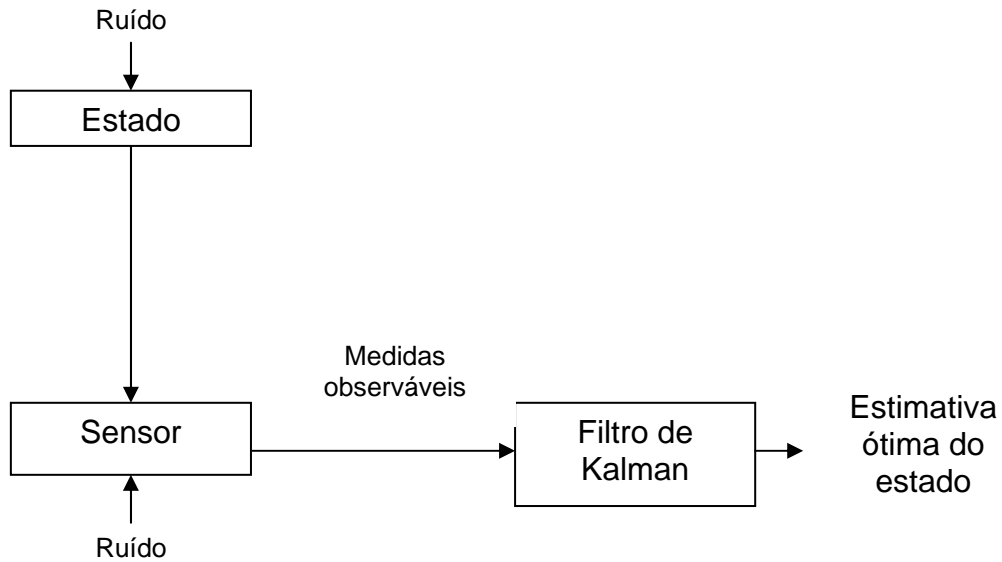 Ruído
Estado
Medidas
observáveis
Sensor
Filtro de
Kalman
Estimativa
ótima do
estado
Ruído